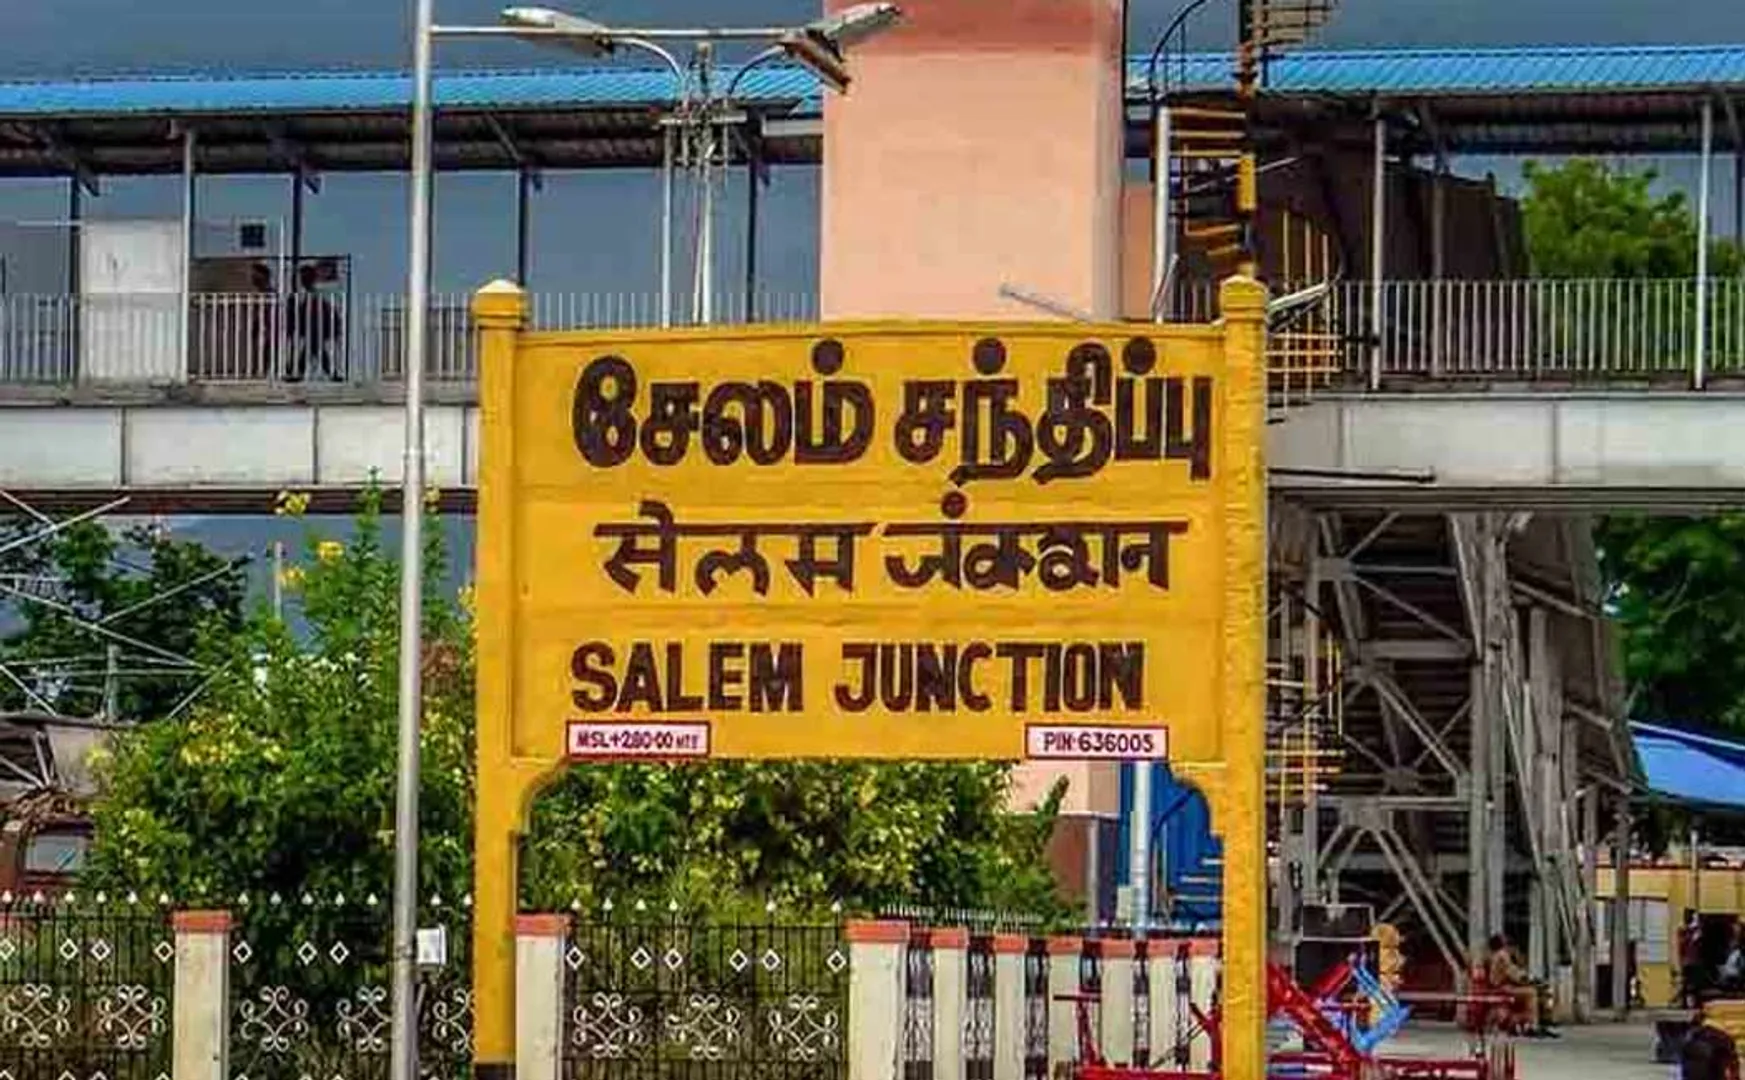 சேலம் சந்திப்பு
सेलम जंक्शन
SALEM JUNCTION
MSL+280·00 MTS
PIN·636005